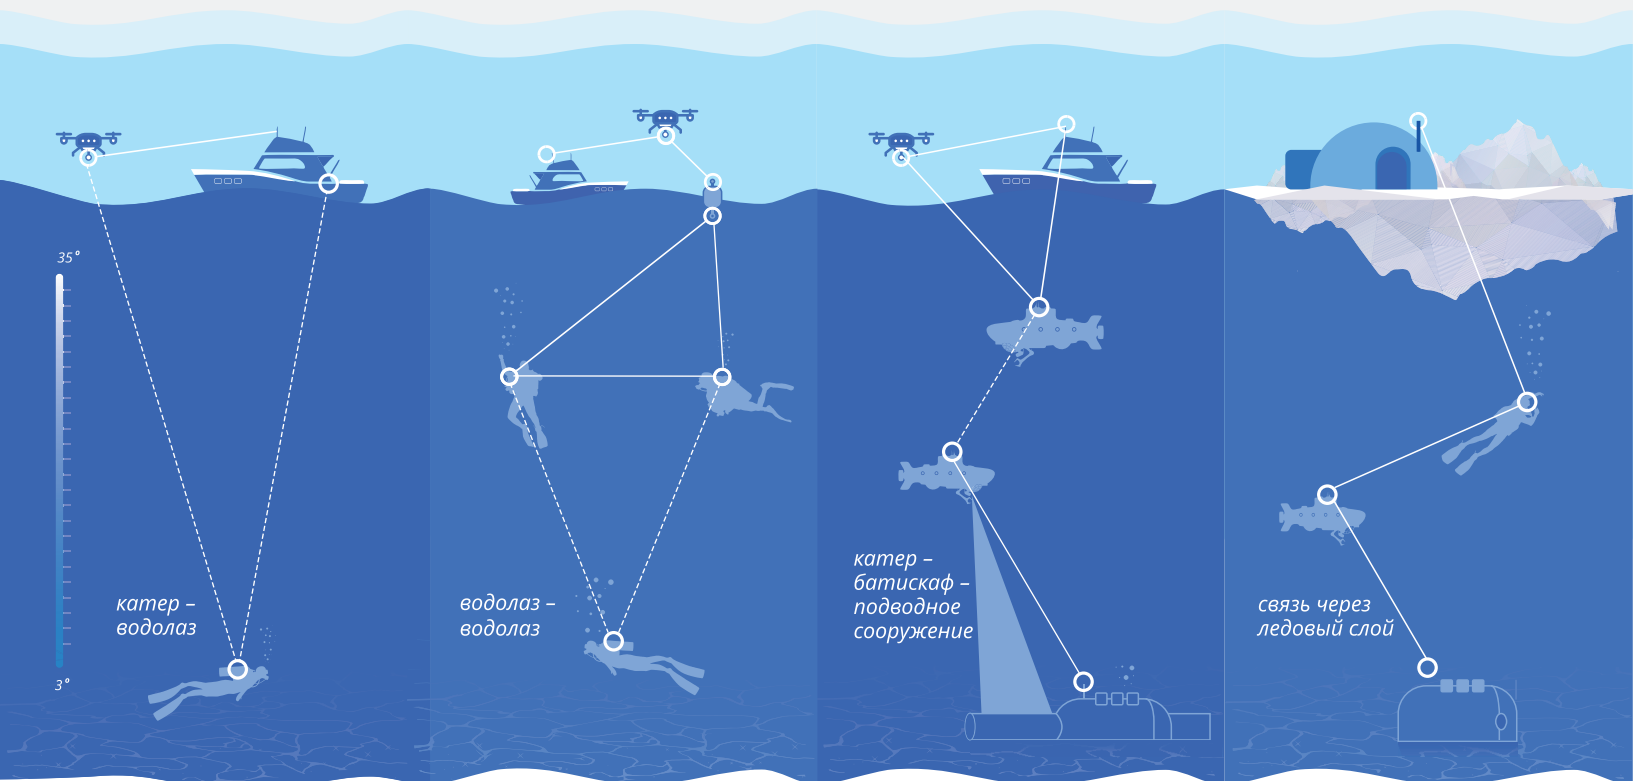 35°
3°
катер –
водолаз
водолаз –
водолаз
катер –
батискаф –
подводное
сооружение
связь через
ледовый слой